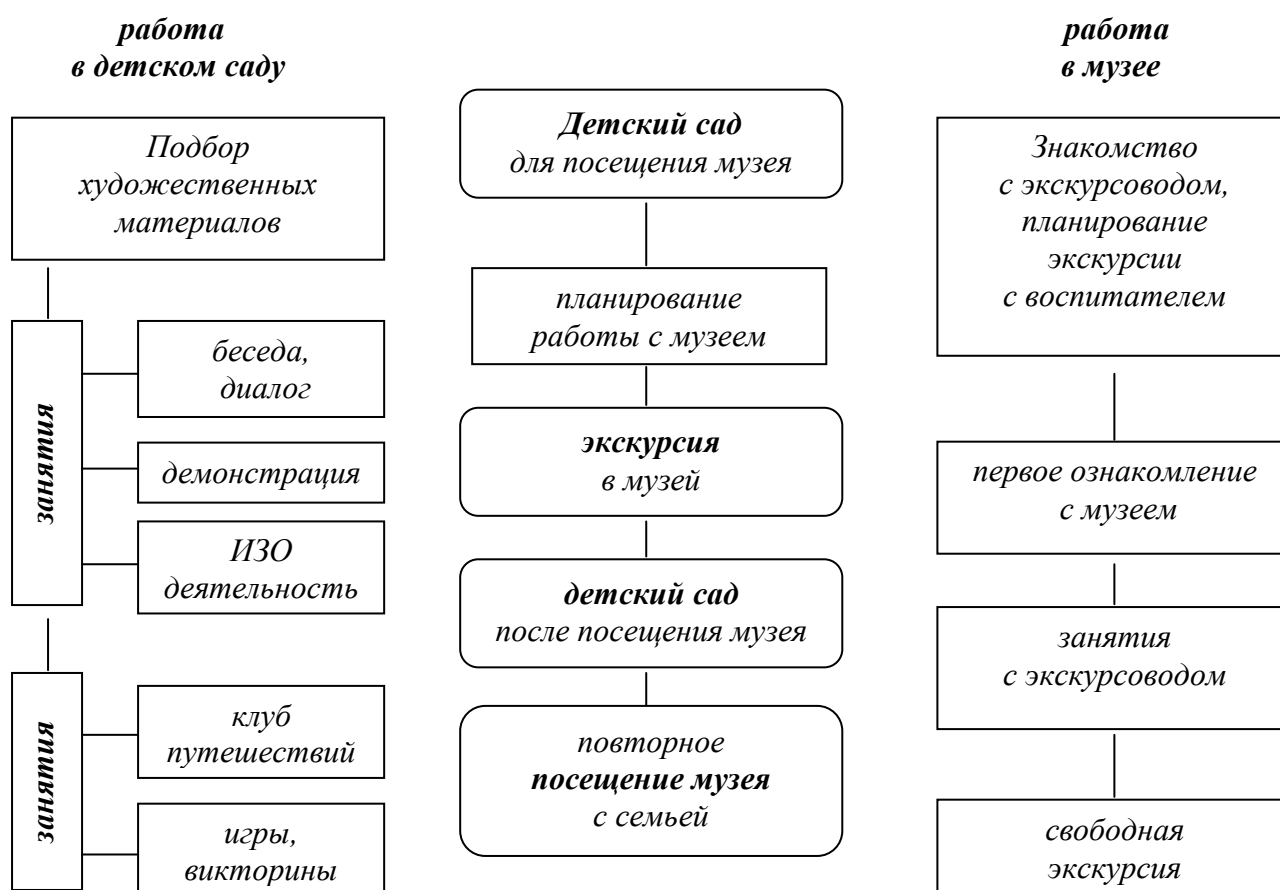 работа
в детском саду
Подбор
художественных
материалов
занятия
беседа,
диалог
демонстрация
ИЗО
деятельность
занятия
клуб
путешествий
игры,
викторины
Детский сад
для посещения музея
планирование
работы с музеем
экскурсия
в музей
детский сад
после посещения музея
повторное
посещение музея
с семьей
работа
в музее
Знакомство
с экскурсоводом,
планирование
экскурсии
с воспитателем
первое ознакомление
с музеем
занятия
с экскурсоводом
свободная
экскурсия